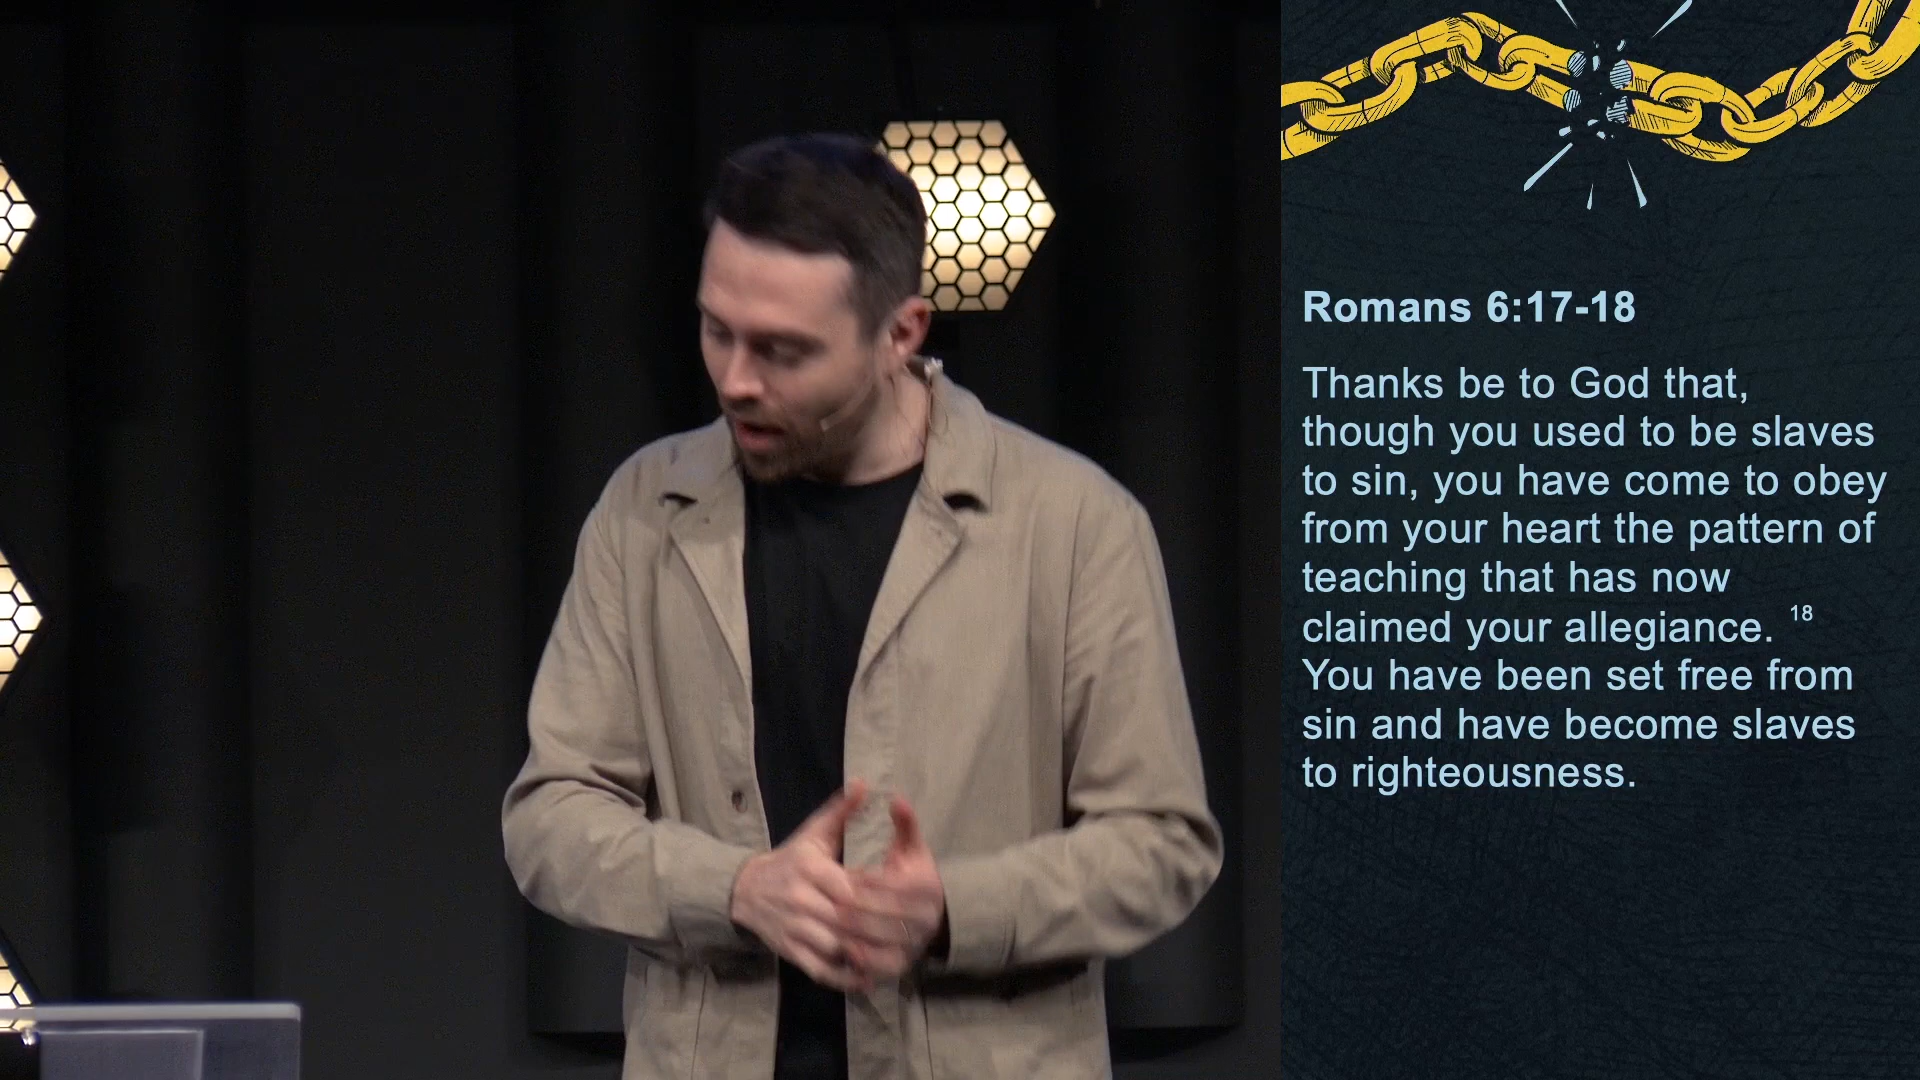 Romans 6:17-18
Thanks be to God that,
though you used to be slaves
to sin, you have come to obey
from your heart the pattern of
teaching that has now
claimed your allegiance. 18
You have been set free from
sin and have become slaves
to righteousness.